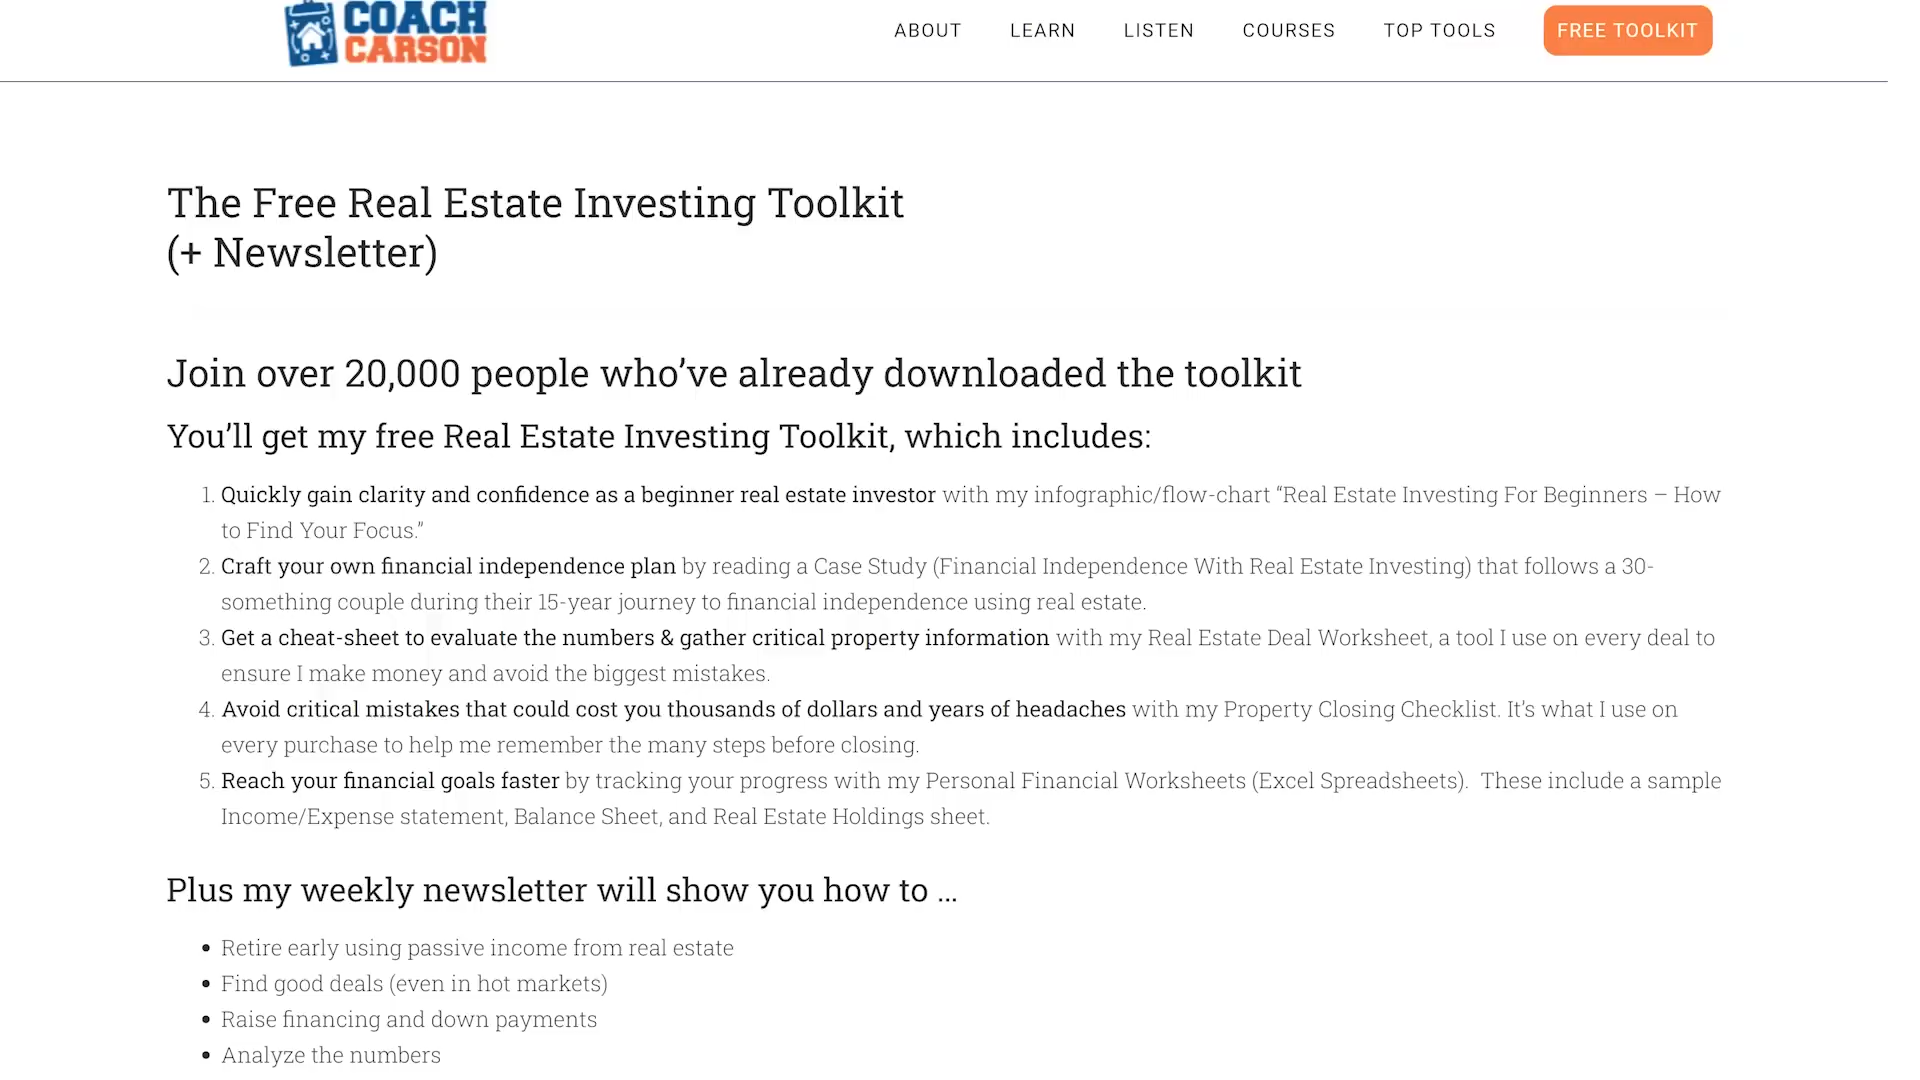 COACH
CARSON
ABOUT LEARN LISTEN COURSES TOP TOOLS FREE TOOLKIT
The Free Real Estate Investing Toolkit
(+ Newsletter)
Join over 20,000 people who’ve already downloaded the toolkit
You’ll get my free Real Estate Investing Toolkit, which includes:
1. Quickly gain clarity and confidence as a beginner real estate investor with my infographic/flow-chart “Real Estate Investing For Beginners – How
to Find Your Focus.”
2. Craft your own financial independence plan by reading a Case Study (Financial Independence With Real Estate Investing) that follows a 30-
something couple during their 15-year journey to financial independence using real estate.
3. Get a cheat-sheet to evaluate the numbers & gather critical property information with my Real Estate Deal Worksheet, a tool I use on every deal to
ensure I make money and avoid the biggest mistakes.
4. Avoid critical mistakes that could cost you thousands of dollars and years of headaches with my Property Closing Checklist. It’s what I use on
every purchase to help me remember the many steps before closing.
5. Reach your financial goals faster by tracking your progress with my Personal Financial Worksheets (Excel Spreadsheets).  These include a sample
Income/Expense statement, Balance Sheet, and Real Estate Holdings sheet.
Plus my weekly newsletter will show you how to …
• Retire early using passive income from real estate
• Find good deals (even in hot markets)
• Raise financing and down payments
• Analyze the numbers